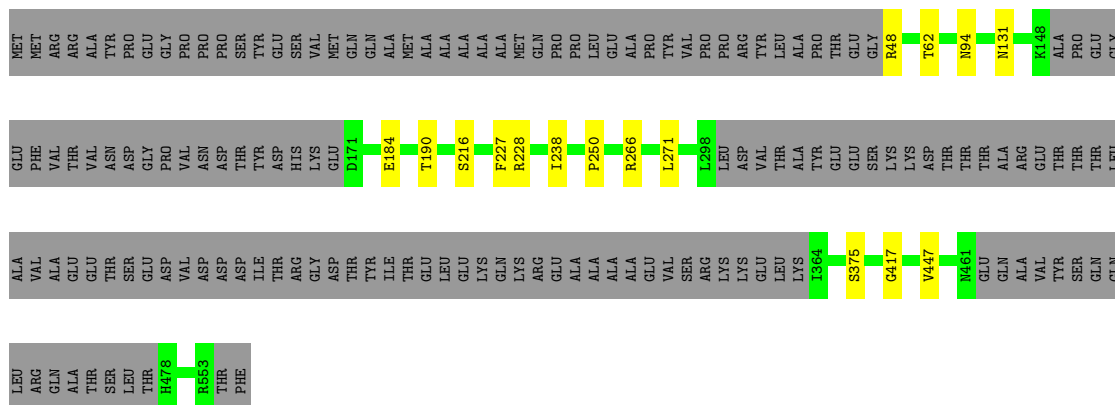 MET MET ARG ARG ALA TYR PRO GLU GLY PRO PRO PRO SER TYR GLU SER VAL MET GLN GLN ALA MET ALA ALA ALA ALA ALA MET GLN PRO PRO LEU GLU ALA PRO TYR VAL PRO PRO ARG TYR LEU ALA PRO THR GLU GLY R48 T62 N94 N131 K148 ALA PRO GLU GLY
GLU PHE VAL THR VAL ASN ASP GLY PRO VAL ASN ASP THR TYR ASP HIS LYS GLU D171 E184 T190 S216 F227 R228 I238 P250 R266 L271 L298 LEU ASP VAL THR ALA TYR GLU GLU SER LYS LYS ASP THR THR THR ALA ARG GLU THR THR THR LEU
ALA VAL ALA GLU GLU THR SER GLU ASP VAL ASP ASP ASP ILE THR ARG GLY ASP THR TYR ILE THR GLU LEU GLU LYS GLN LYS ARG GLU ALA ALA ALA ALA GLU VAL SER ARG LYS LYS GLU LEU LYS I364 S375 G417 V447 N461 GLU GLN ALA VAL TYR SER GLN GLN
LEU ARG GLN ALA THR SER LEU THR H478 R553 THR PHE